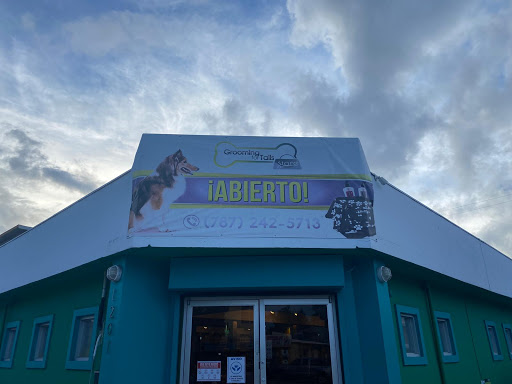 Grooming
Tails
¡ABIERTO!
(787) 242-5713